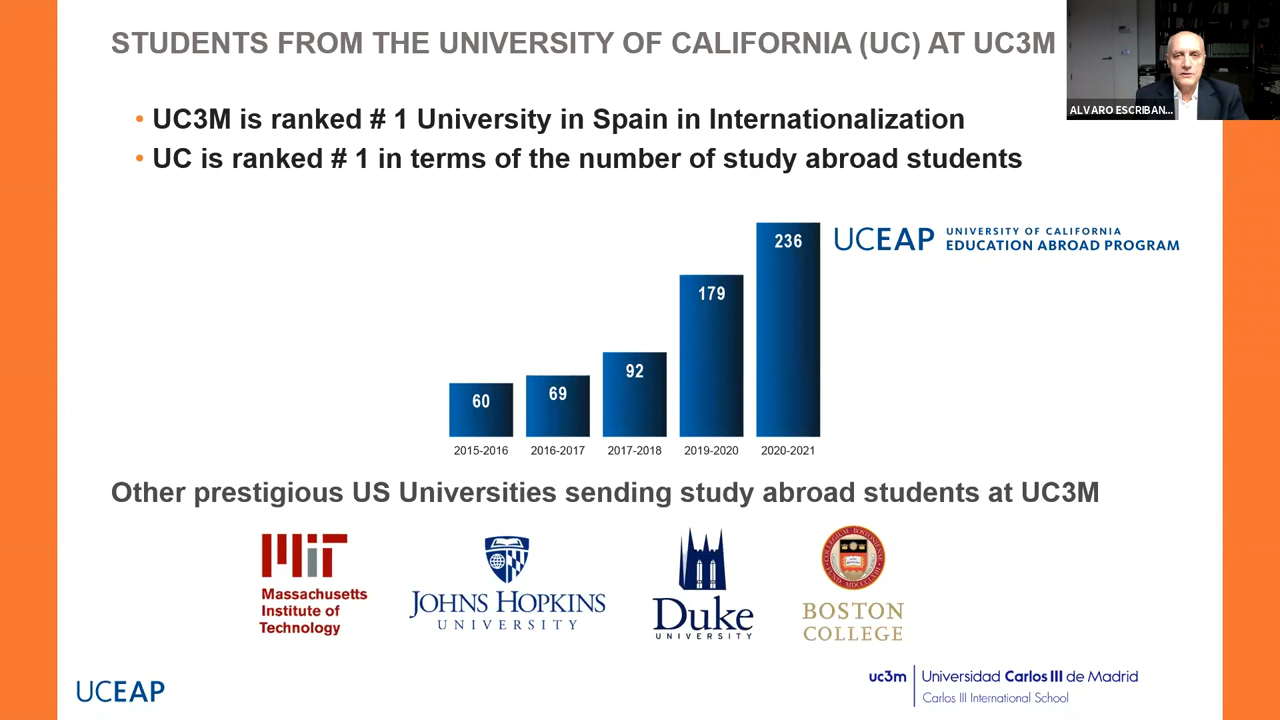 STUDENTS FROM THE UNIVERSITY OF CALIFORNIA (UC) AT UC3M
ALVARO ESCRIBAN...
• UC3M is ranked # 1 University in Spain in Internationalization
• UC is ranked # 1 in terms of the number of study abroad students
UCEAP
UNIVERSITY OF CALIFORNIA
EDUCATION ABROAD PROGRAM
60
69
92
179
236
2015-2016
2016-2017
2017-2018
2019-2020
2020-2021
Other prestigious US Universities sending study abroad students at UC3M
MiT
Massachusetts
Institute of
Technology
JOHNS HOPKINS
UNIVERSITY
Duke
UNIVERSITY
BOSTON
COLLEGE
UCEAP
uc3m
Universidad Carlos III de Madrid
Carlos III International School